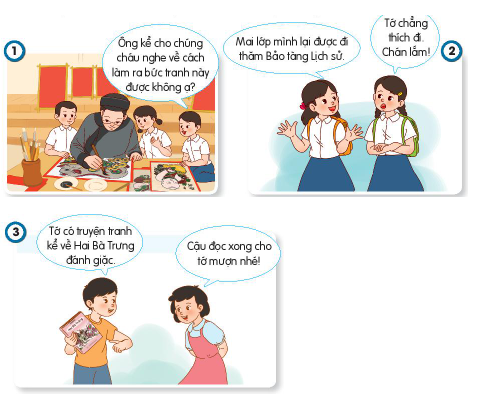 1
Ông kể cho chúng
cháu nghe về cách
làm ra bức tranh này
được không ạ?
Mai lớp mình lại được đi
thăm Bảo tàng Lịch sử.
Tớ chẳng
thích đi.
Chán lắm!
2
3
Tớ có truyện tranh
kể về Hai Bà Trưng
đánh giặc.
Cậu đọc xong cho
tớ mượn nhé!